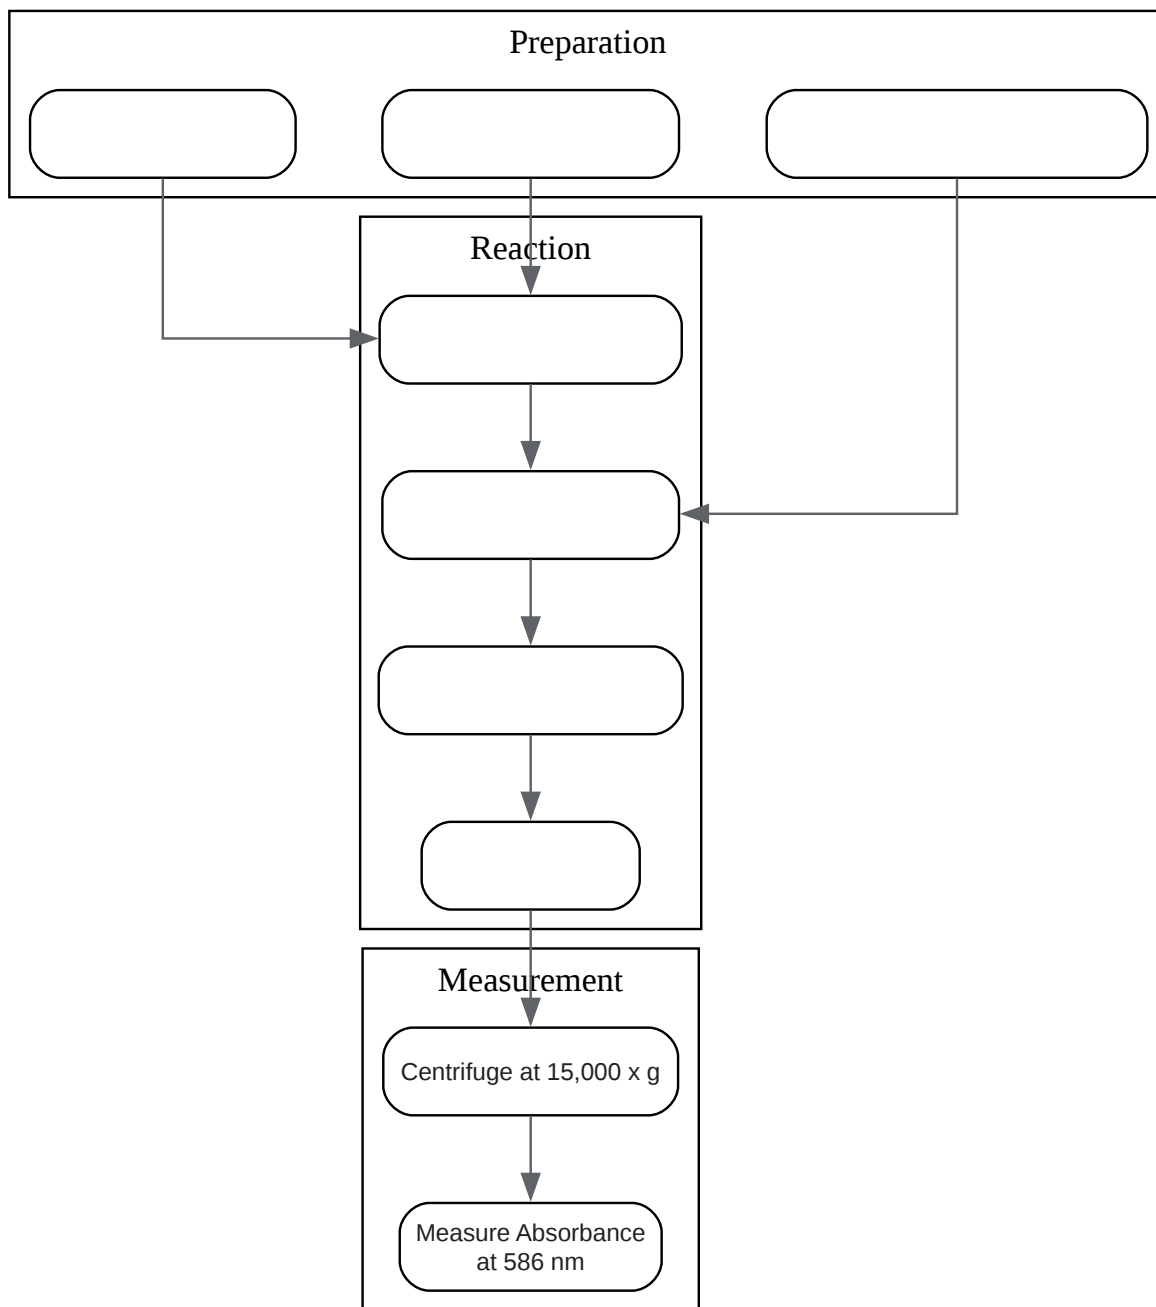 Preparation
Reaction
Measurement
Centrifuge at 15,000 x g
Measure Absorbance
at 586 nm